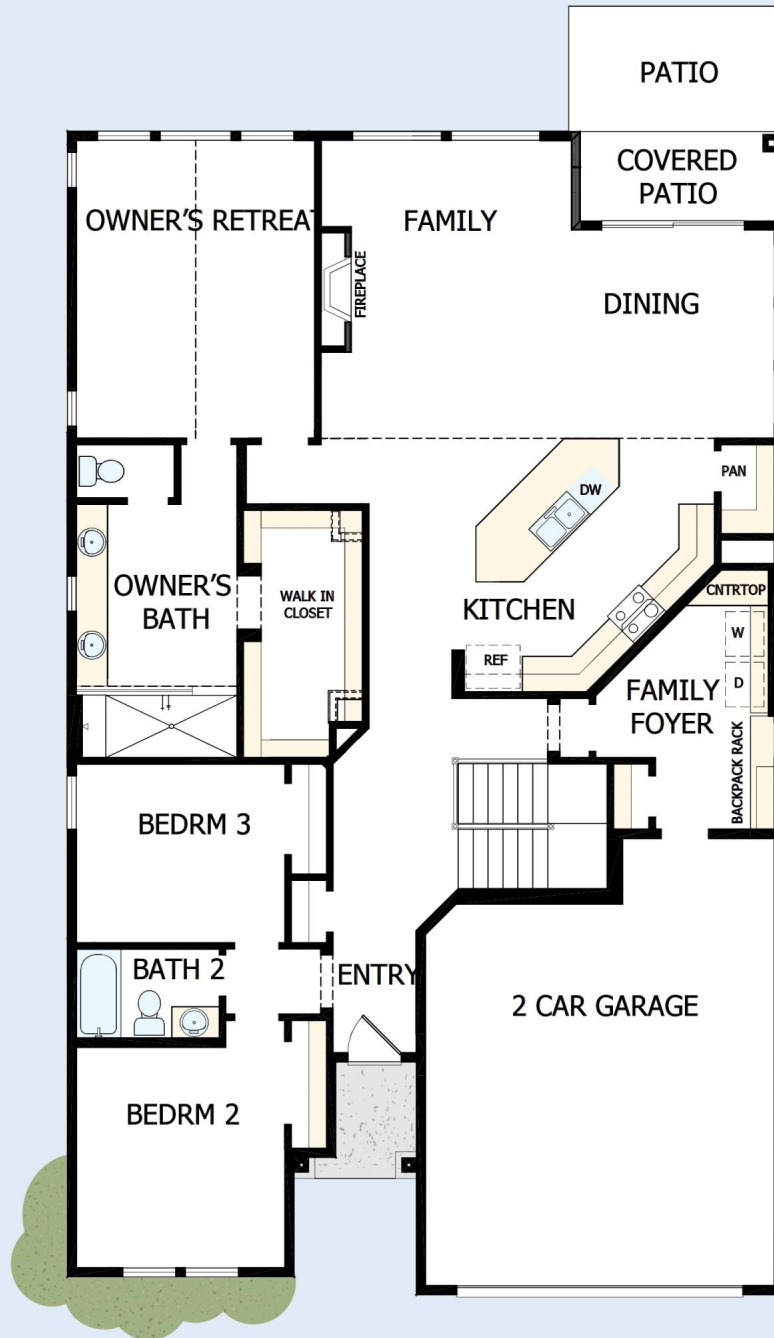 PATIO
COVERED
PATIO
OWNER'S RETREAT
FAMILY
FIREPLACE
DINING
PAN
DW
OWNER'S
BATH
WALK IN
CLOSET
KITCHEN
REF
CNTRTOP
W
D
FAMILY
FOYER
BACKPACK RACK
BEDRM 3
BATH 2
ENTRY
2 CAR GARAGE
BEDRM 2